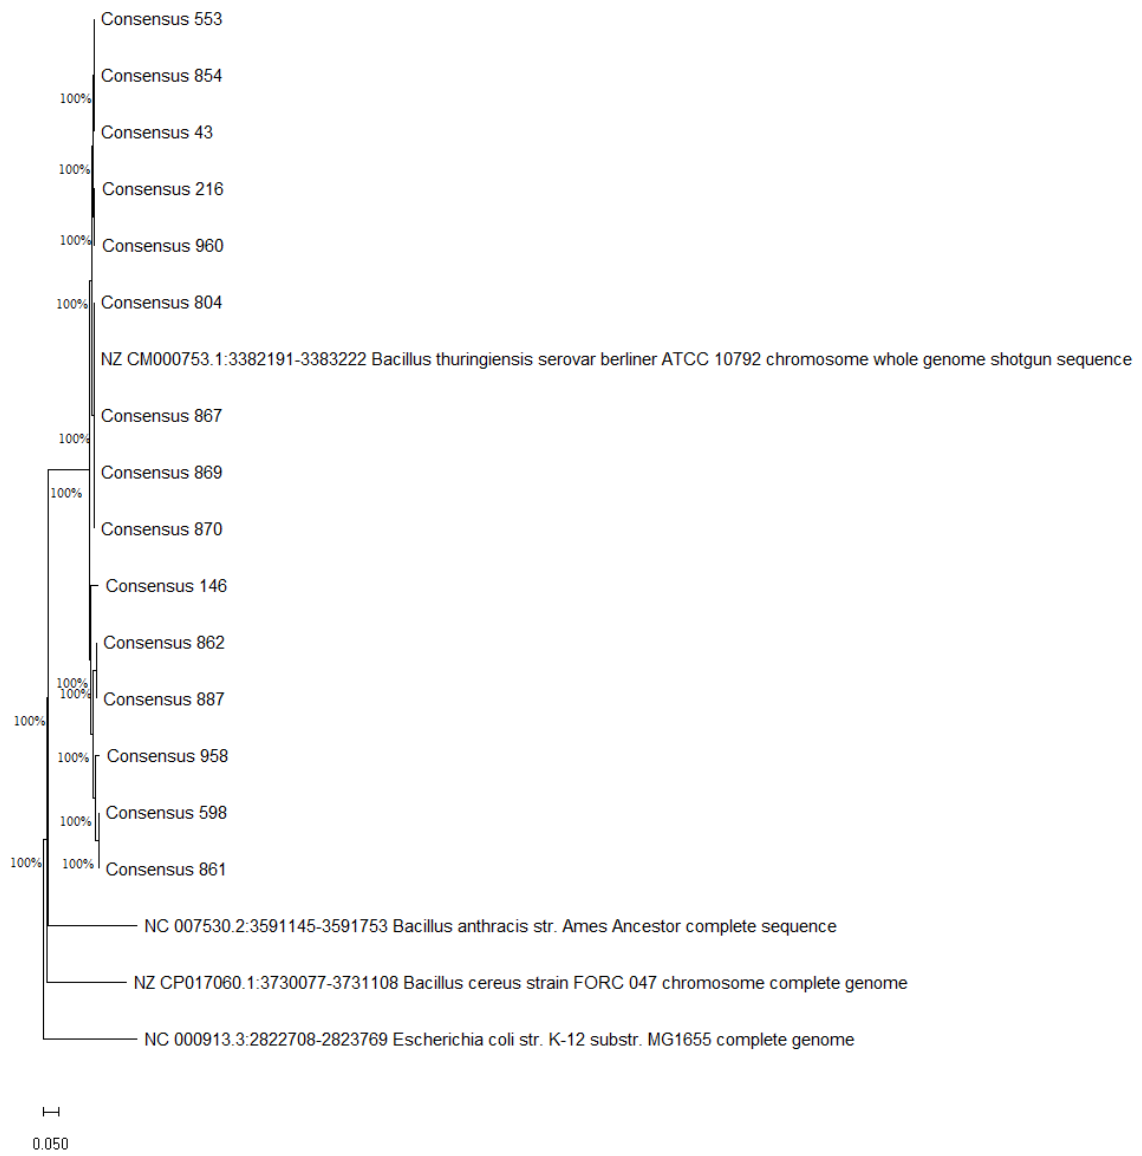 Consensus 553
Consensus 854
100%
Consensus 43
100%
Consensus 216
100%
Consensus 960
100%
Consensus 804
NZ CM000753.1:3382191-3383222 Bacillus thuringiensis serovar berliner ATCC 10792 chromosome whole genome shotgun sequence
Consensus 867
100%
Consensus 869
100%
Consensus 870
Consensus 146
Consensus 862
100%
100%
Consensus 887
100%
100%
Consensus 958
Consensus 598
100%
100%
100%
Consensus 861
NC 007530.2:3591145-3591753 Bacillus anthracis str. Ames Ancestor complete sequence
NZ CP017060.1:3730077-3731108 Bacillus cereus strain FORC 047 chromosome complete genome
NC 000913.3:2822708-2823769 Escherichia coli str. K-12 substr. MG1655 complete genome
0.050